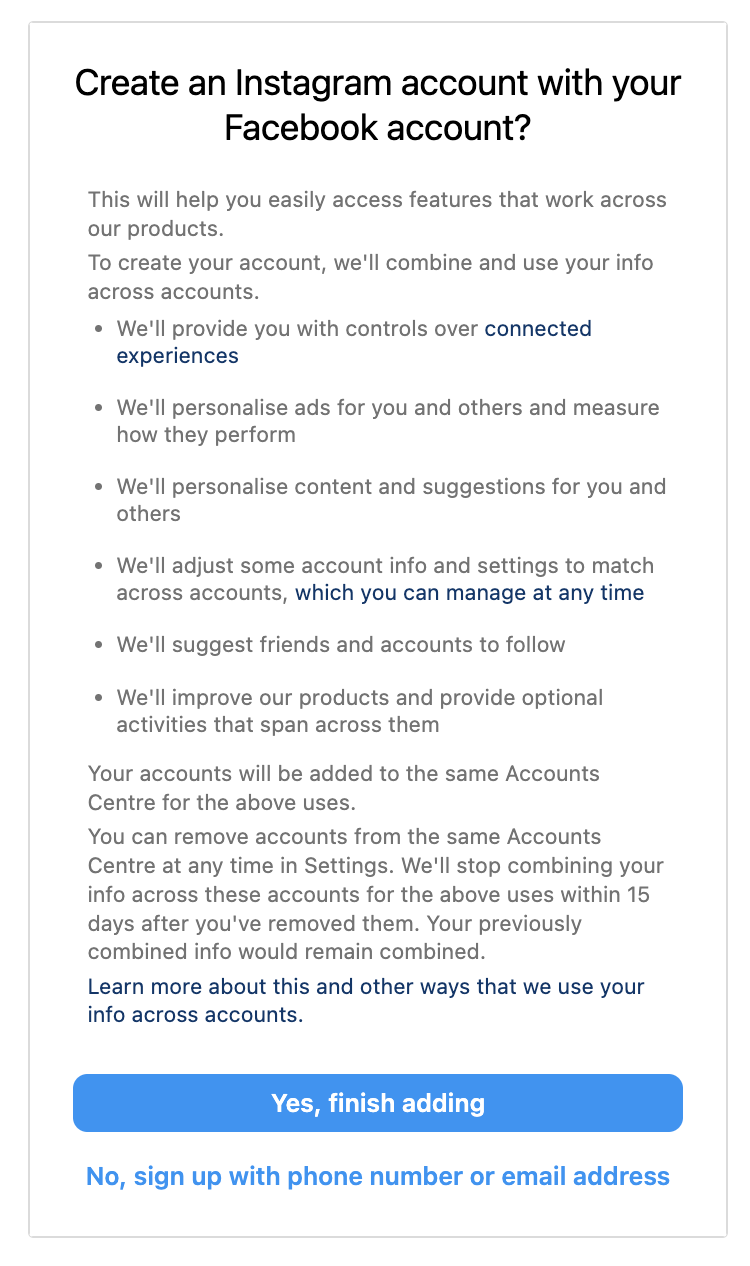 Create an Instagram account with your
Facebook account?
This will help you easily access features that work across
our products.
To create your account, we'll combine and use your info
across accounts.
• We'll provide you with controls over connected
experiences
• We'll personalise ads for you and others and measure
how they perform
• We'll personalise content and suggestions for you and
others
• We'll adjust some account info and settings to match
across accounts, which you can manage at any time
• We'll suggest friends and accounts to follow
• We'll improve our products and provide optional
activities that span across them
Your accounts will be added to the same Accounts
Centre for the above uses.
You can remove accounts from the same Accounts
Centre at any time in Settings. We'll stop combining your
info across these accounts for the above uses within 15
days after you've removed them. Your previously
combined info would remain combined.
Learn more about this and other ways that we use your
info across accounts.
Yes, finish adding
No, sign up with phone number or email address